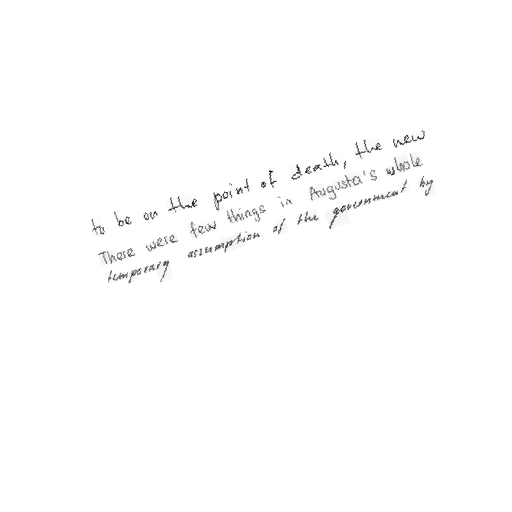 to be on the point of death, the new
There were few things in Augusta's whole
temporary assumption of the government by